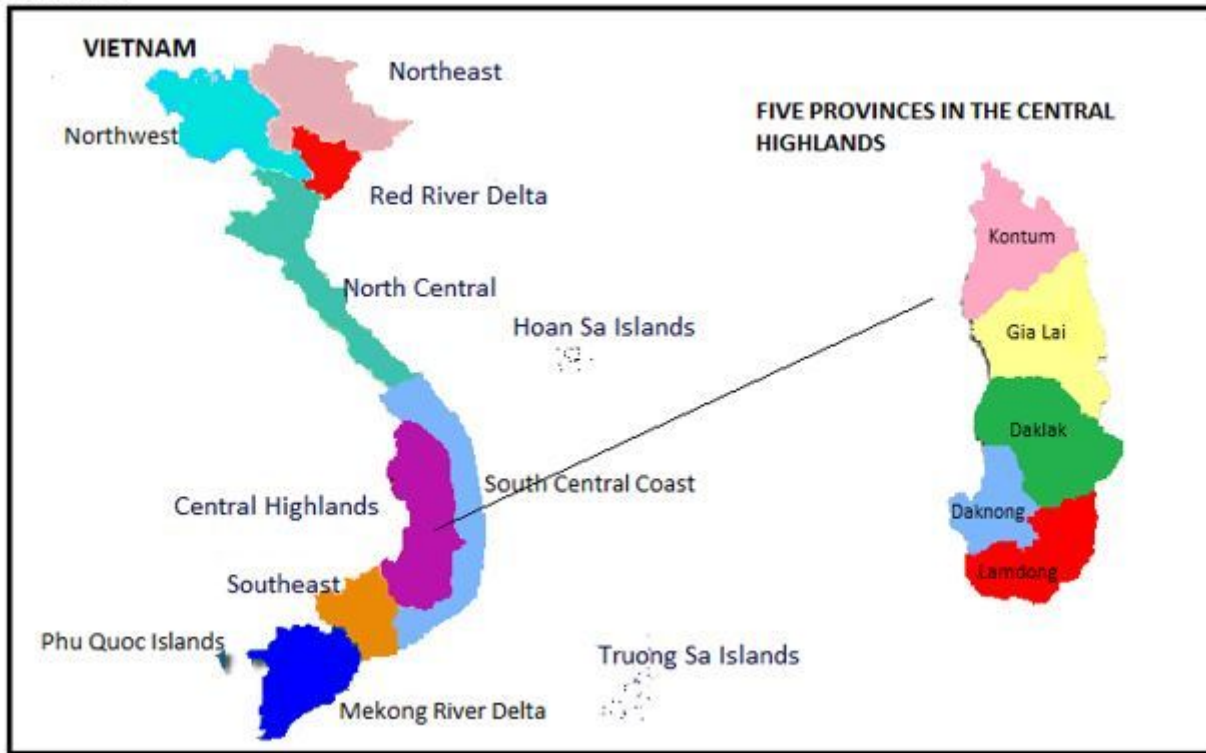 VIETNAM
Northeast
Northwest
Red River Delta
North Central
Hoan Sa Islands
South Central Coast
Central Highlands
Southeast
Phu Quoc Islands
Truong Sa Islands
Mekong River Delta
FIVE PROVINCES IN THE CENTRAL
HIGHLANDS
Kontum
Gia Lai
Daklak
Daknong
Lamdong